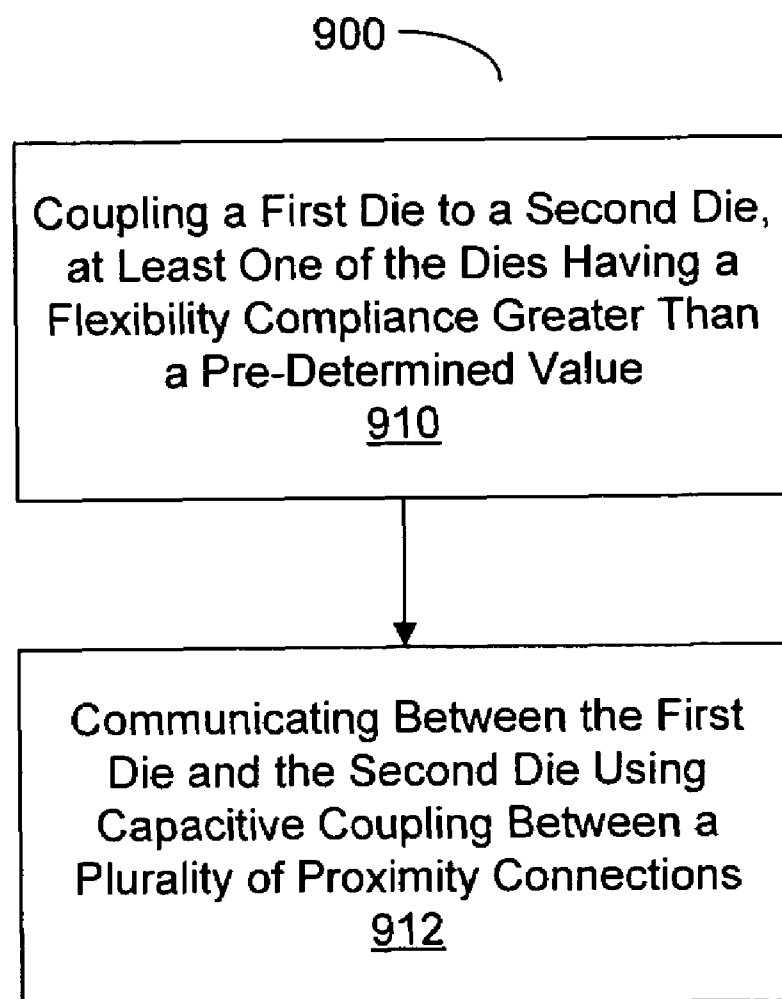 900
Coupling a First Die to a Second Die,
at Least One of the Dies Having a
Flexibility Compliance Greater Than
a Pre-Determined Value
910
Communicating Between the First
Die and the Second Die Using
Capacitive Coupling Between a
Plurality of Proximity Connections
912